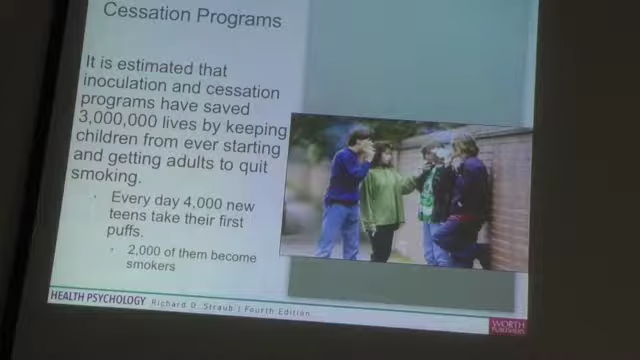 Cessation Programs
It is estimated that
inoculation and cessation
programs have saved
3,000,000 lives by keeping
children from ever starting
and getting adults to quit
smoking.
Every day 4,000 new
teens take their first
puffs.
2,000 of them become
smokers
HEALTH PSYCHOLOGY Richard O. Straub | Fourth Edition
WORTH
PUBLISHERS